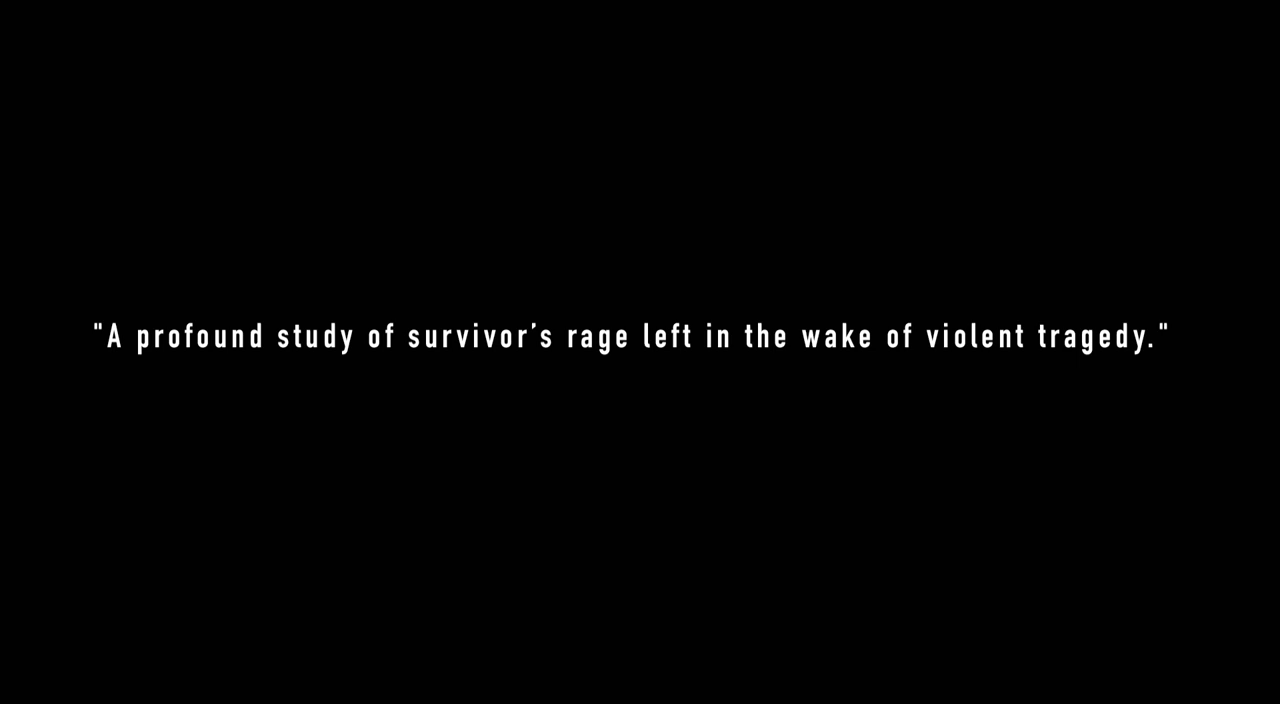 "A profound study of survivor’s rage left in the wake of violent tragedy."